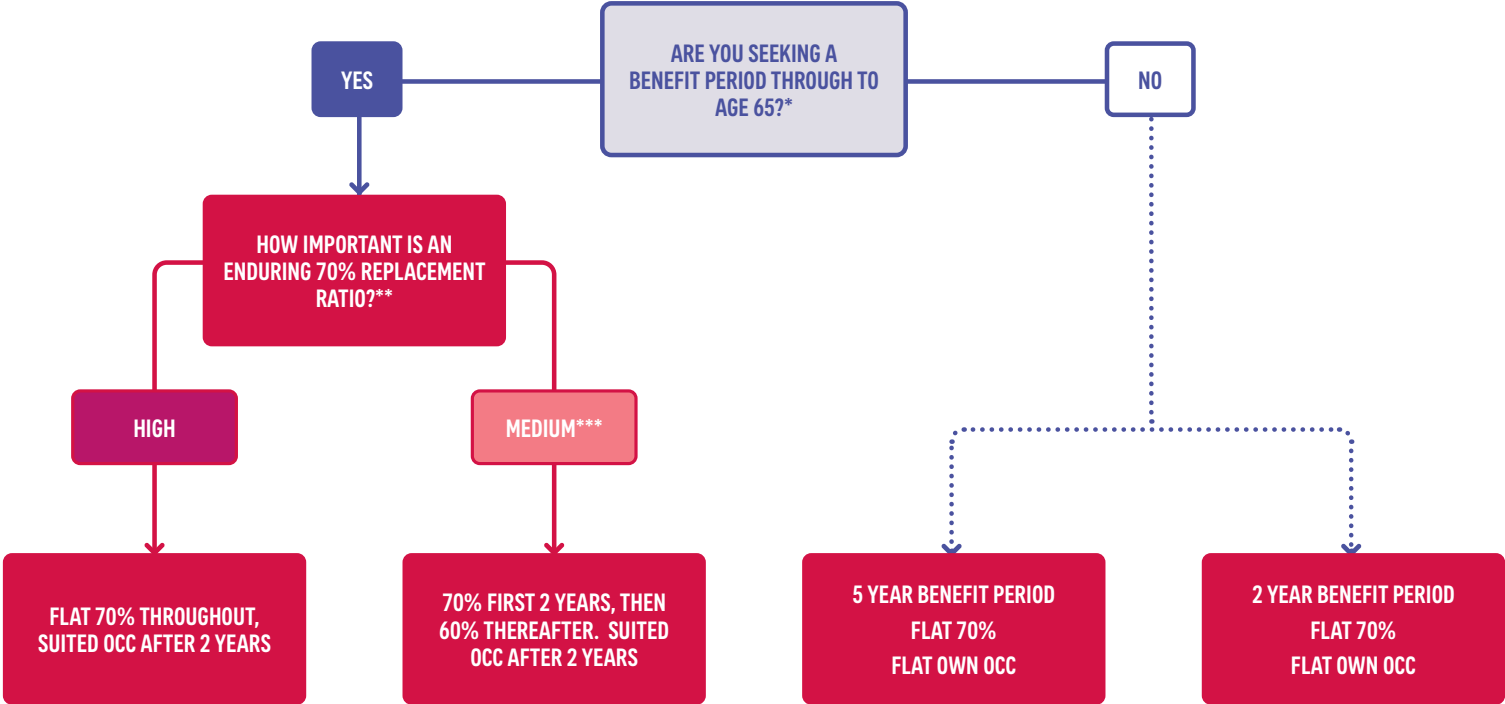 ARE YOU SEEKING A
BENEFIT PERIOD THROUGH TO
AGE 65?*
YES
NO
HOW IMPORTANT IS AN
ENDURING 70% REPLACEMENT
RATIO?**
HIGH
MEDIUM***
FLAT 70% THROUGHOUT,
SUITED OCC AFTER 2 YEARS
70% FIRST 2 YEARS, THEN
60% THEREAFTER. SUITED
OCC AFTER 2 YEARS
5 YEAR BENEFIT PERIOD
FLAT 70%
FLAT OWN OCC
2 YEAR BENEFIT PERIOD
FLAT 70%
FLAT OWN OCC